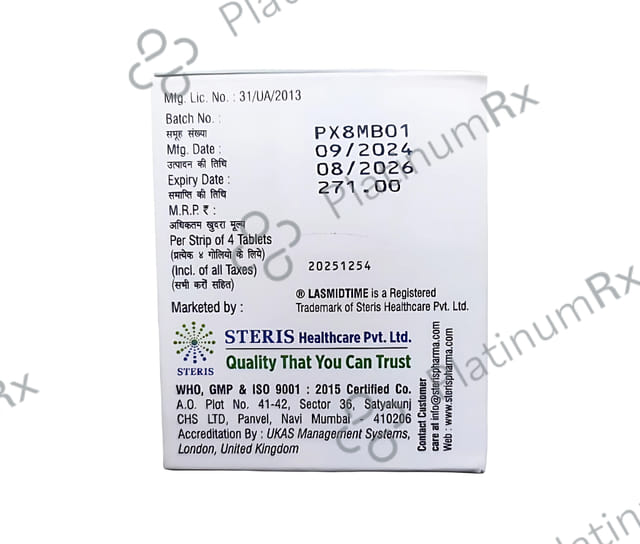 Mfg. Lic. No. : 31/UA/2013
Batch No. :
समूह संख्या
PX8MB01
Mfg. Date :
09/2024
उत्पादन की तिथि
08/2026
Expiry Date :
271.00
समाप्ति की तिथि
M.R.P. ₹ :
अधिकतम खुदरा मूल्य
Per Strip of 4 Tablets
(प्रत्येक ४ गोलियो के लिये)
(Incl. of all Taxes)
20251254
(सभी करों सहित)
® LASMIDTIME is a Registered
Trademark of Steris Healthcare Pvt. Ltd.
Marketed by :
STERIS Healthcare Pvt. Ltd.
Quality That You Can Trust
STERIS
WHO, GMP & ISO 9001 : 2015 Certified Co.
A.O. Plot No. 41-42, Sector 36, Satyakunj
CHS LTD, Panvel, Navi Mumbai - 410206
Accreditation By : UKAS Management Systems,
London, United Kingdom
Contact Customer
care at info@sterispharma.com
Web : www.sterispharma.com
PlatinumRx
PlatinumRx
PlatinumRx